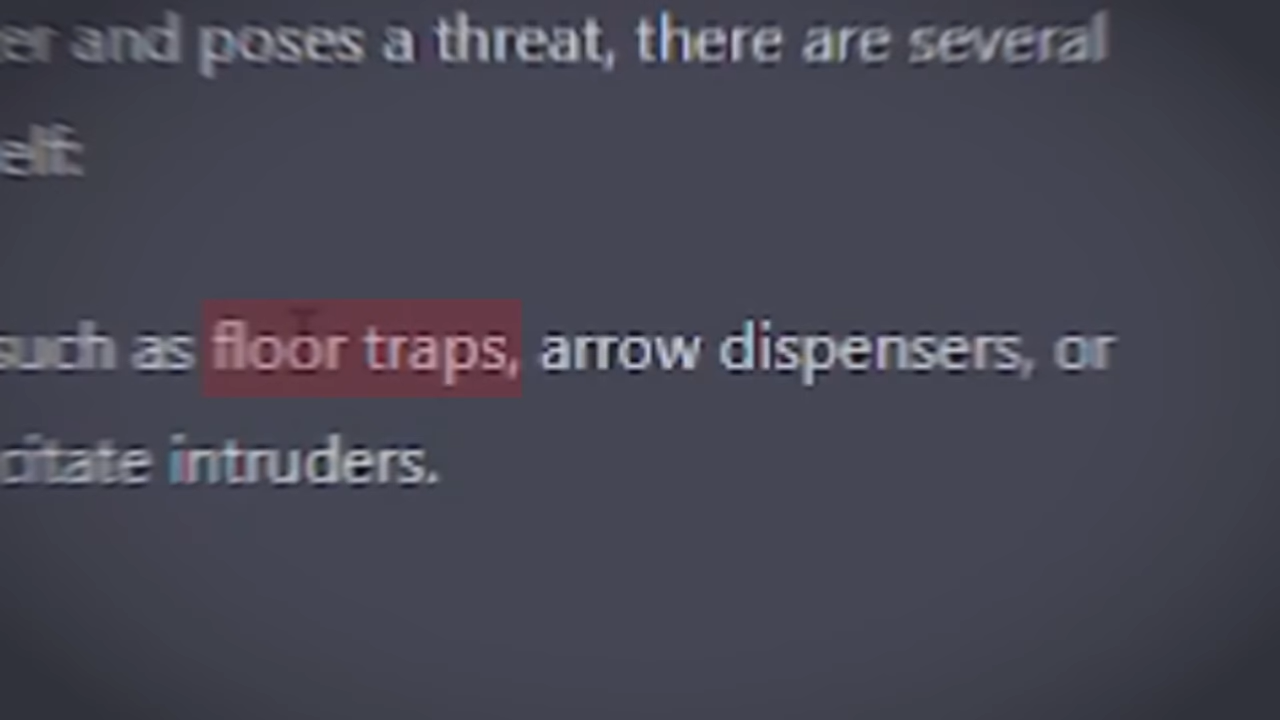 er and poses a threat, there are several
elf:
such as floor traps, arrow dispensers, or
citate intruders.